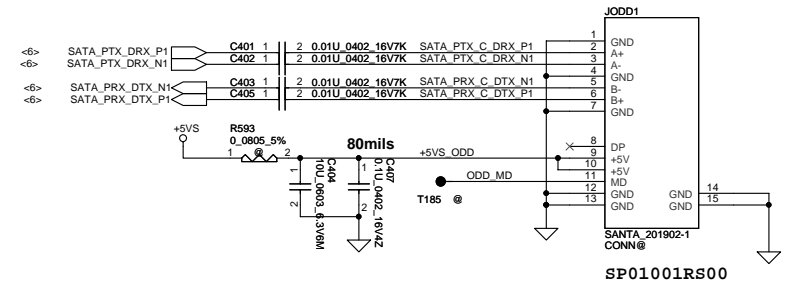 JODD1
<6> SATA_PTX_DRX_P1 C401 1 2 0.01U_0402_16V7K SATA_PTX_C_DRX_P1
<6> SATA_PTX_DRX_N1 C402 1 2 0.01U_0402_16V7K SATA_PTX_C_DRX_N1
<6> SATA_PRX_DTX_N1 C403 1 2 0.01U_0402_16V7K SATA_PRX_C_DTX_N1
<6> SATA_PRX_DTX_P1 C405 1 2 0.01U_0402_16V7K SATA_PRX_C_DTX_P1
1 GND
2 A+
3 A-
4 GND
5 B-
6 B+
7 GND
+5VS
R593
0_0805_5%
1 2
@
80mils
+5VS_ODD
C404
10U_0603_6.3V6M
1
2
C407
0.1U_0402_16V4Z
1
2
8 DP
9 +5V
10 +5V
11 MD
12 GND
13 GND
ODD_MD
T185 @
GND 14
GND 15
SANTA_201902-1
CONN@
SP01001RS00